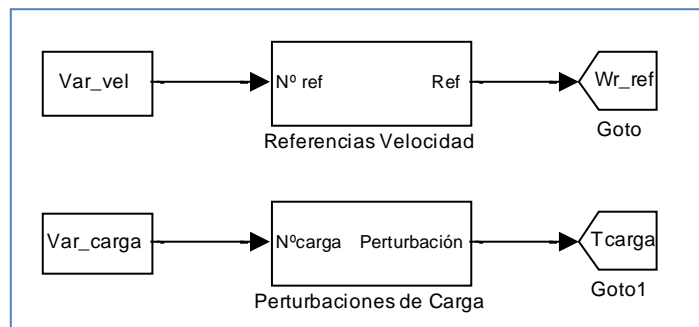 Var_vel
Nº ref
Ref
Wr_ref
Referencias Velocidad
Goto
Var_carga
Nºcarga
Perturbación
Tcarga
Perturbaciones de Carga
Goto1